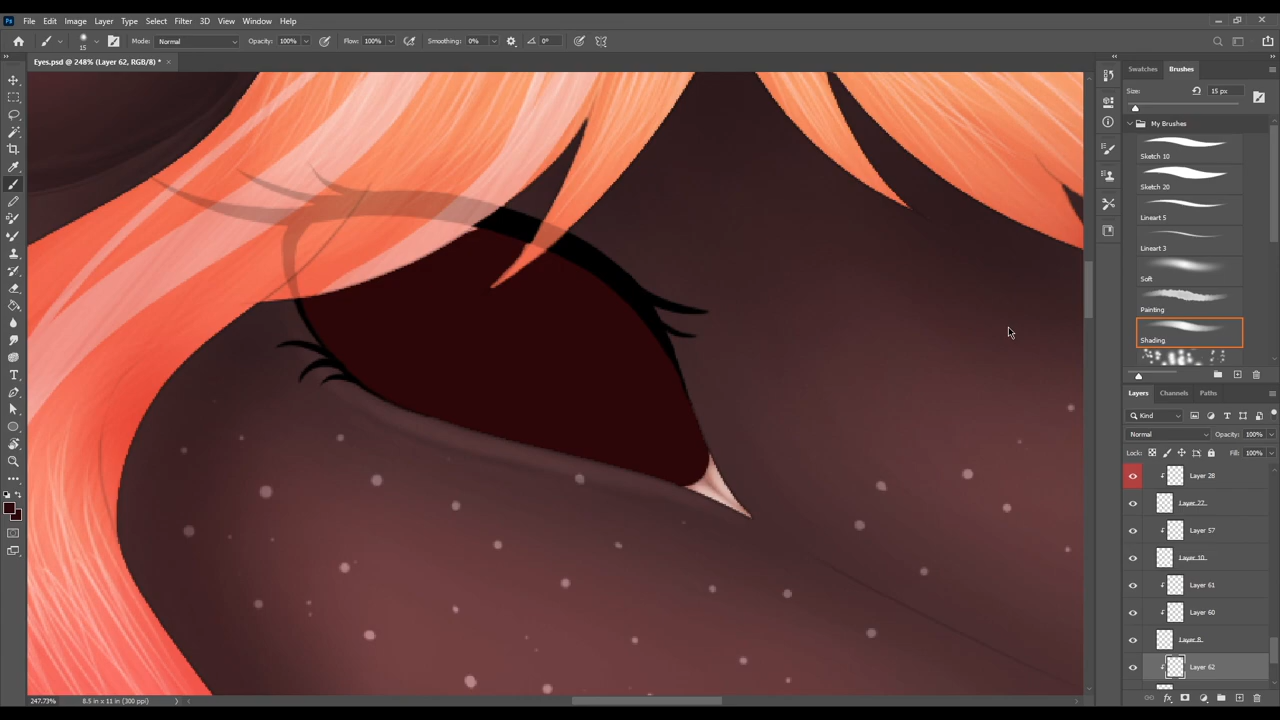 Ps File Edit Image Layer Type Select Filter 3D View Window Help
15 Mode: Normal Opacity: 100% Flow: 100% Smoothing: 0% 0°
Eyes.psd @ 248% (Layer 62, RGB/8) *
Swatches Brushes
Size: 15 px
My Brushes
Sketch 10
Sketch 20
Lineart 5
Lineart 3
Soft
Painting
Shading
Layers Channels Paths
Kind
Normal Opacity: 100%
Lock: Fill: 100%
Layer 28
Layer 27
Layer 57
Layer 10
Layer 61
Layer 60
Layer 8
Layer 62
247.73% 8.5 in x 11 in (300 ppi)